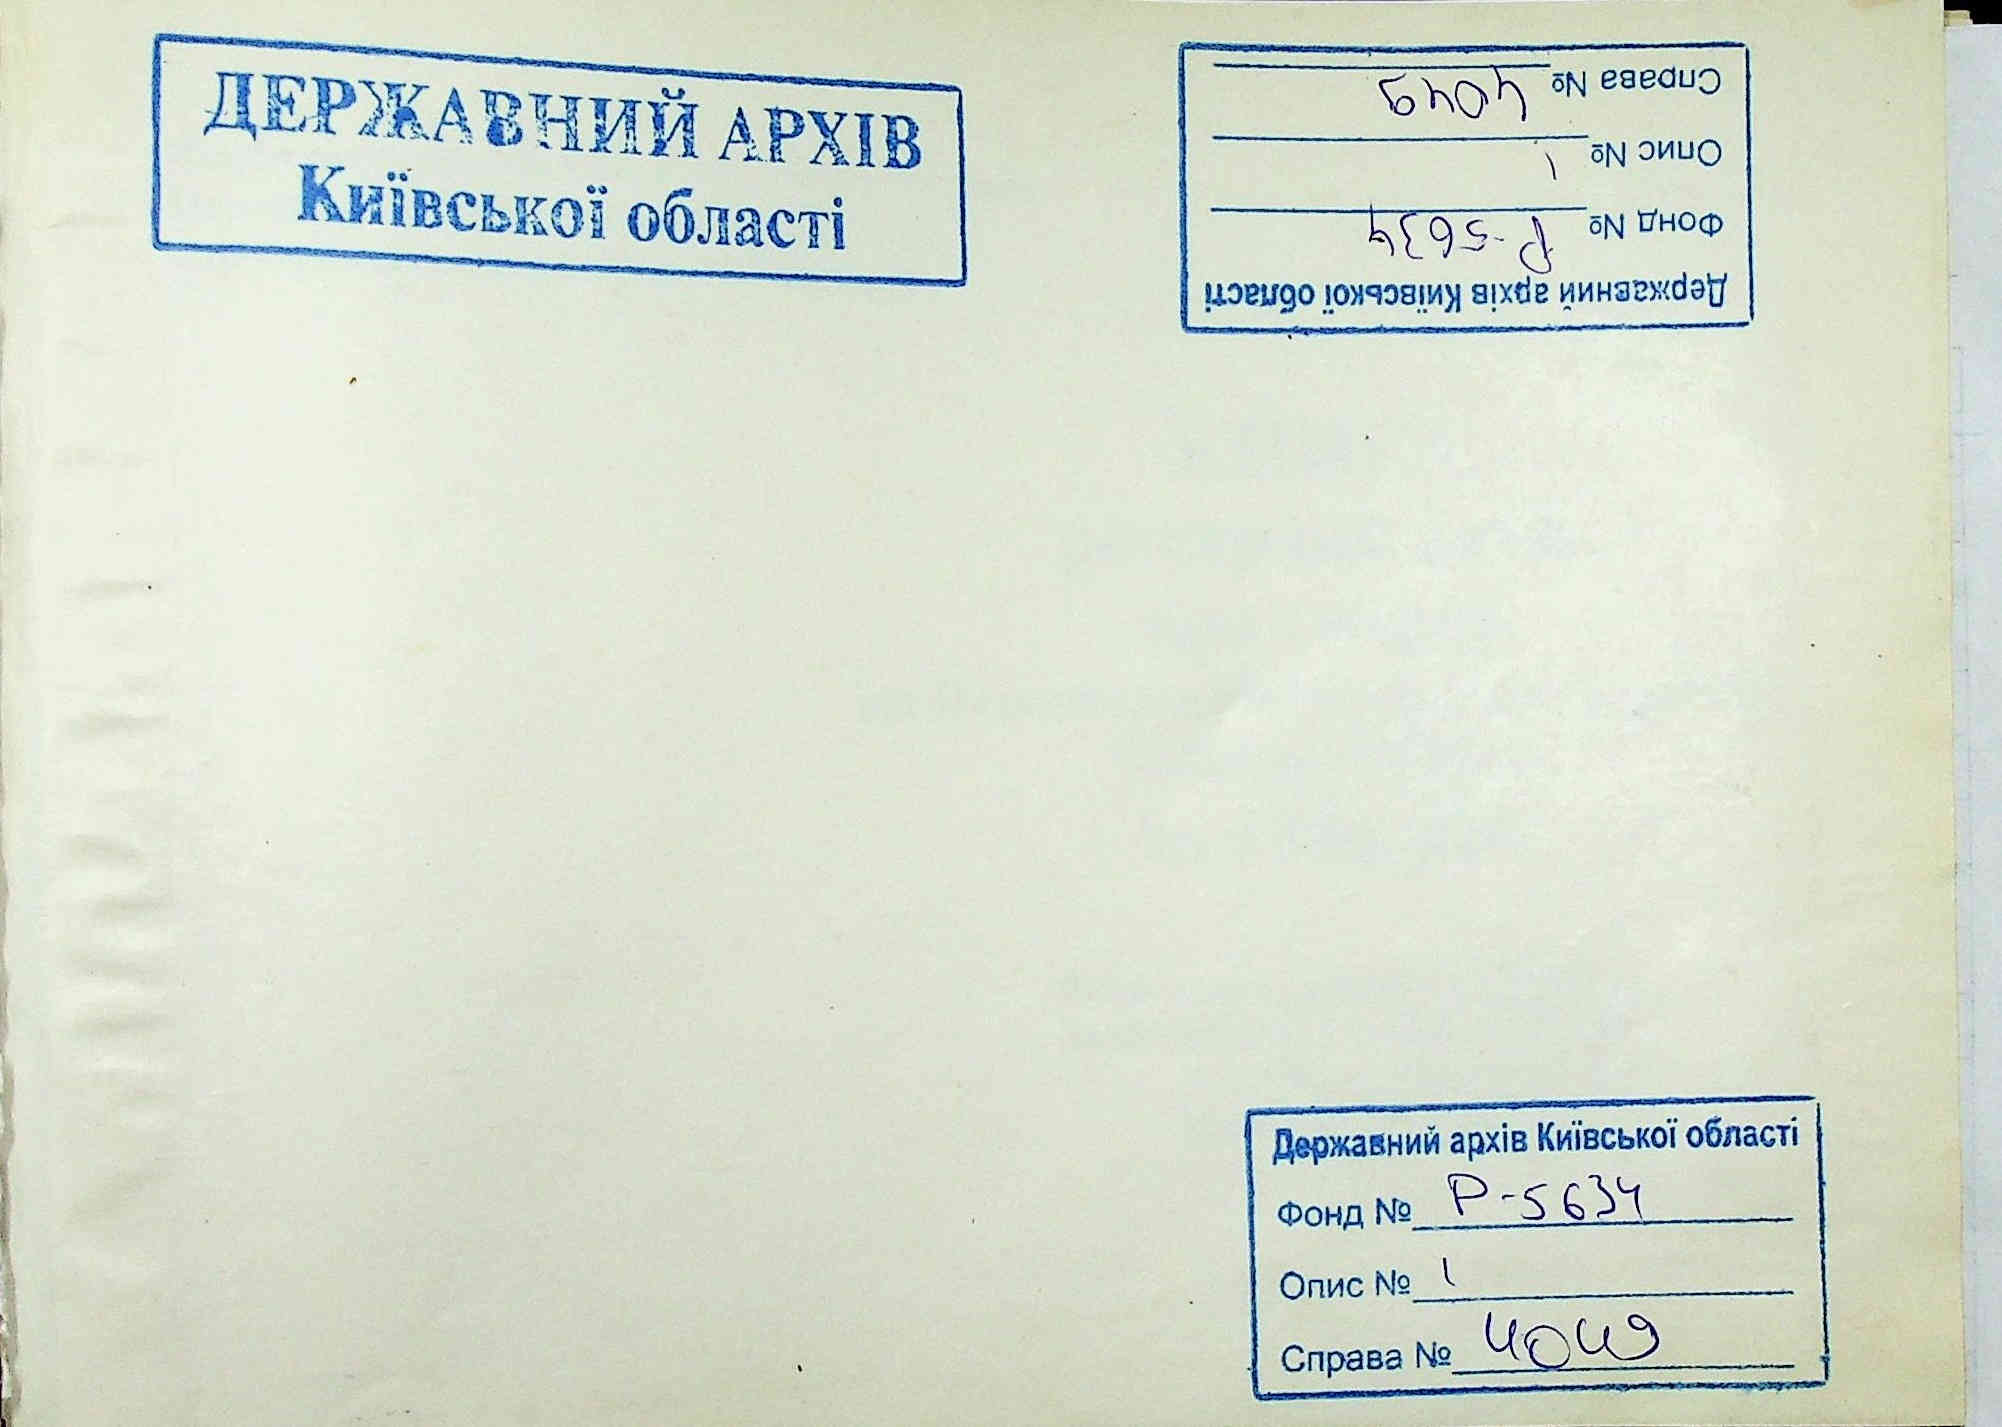 ДЕРЖАВНИЙ АРХІВ
Київської області
Державний архів Київської області
Фонд № Р-5634
Опис № 1
Справа № 4049
Державний архів Київської області
Фонд № Р-5634
Опис № 1
Справа № 4049